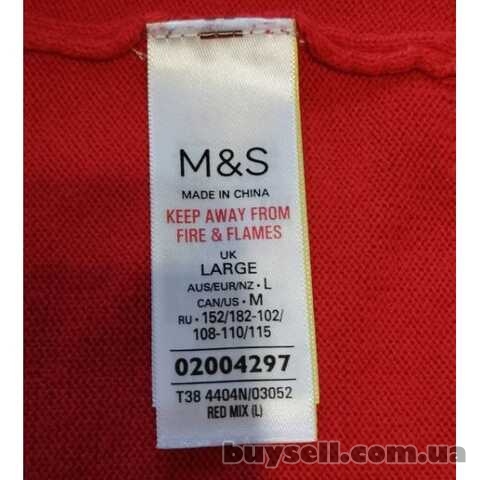 M&S
MADE IN CHINA
KEEP AWAY FROM
FIRE & FLAMES
UK
LARGE
AUS/EUR/NZ • L
CAN/US • M
RU • 152/182-102/
108-110/115
02004297
T38 4404N/03052
RED MIX (L)
buysell.com.ua